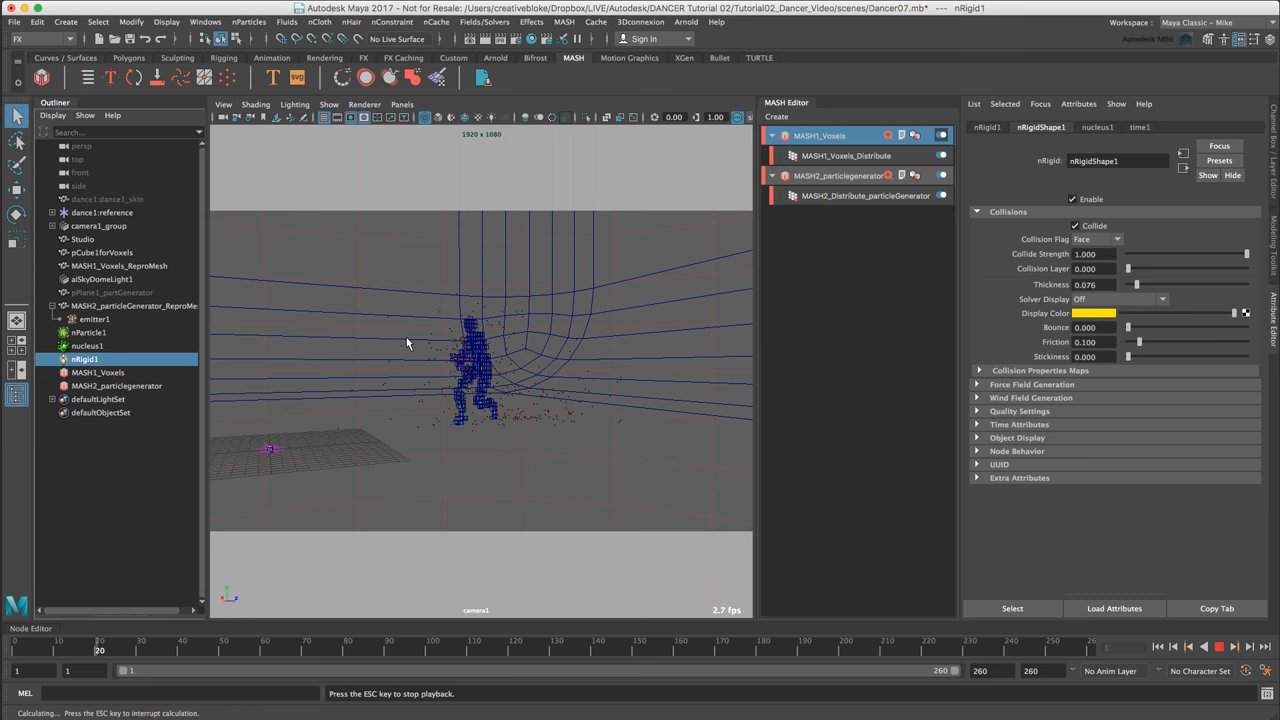 Autodesk Maya 2017 - Not for Resale: /Users/creativebloke/Dropbox/LIVE/Autodesk/DANCER Tutorial 02/Tutorial02_Dancer_Video/scenes/Dancer07.mb* --- nRigid1
File Edit Create Select Modify Display Windows nParticles Fluids nCloth nHair nConstraint nCache Fields/Solvers Effects MASH Cache 3Dconnexion Arnold Help Workspace : Maya Classic - Mike
FX No Live Surface Sign In Autodesk M&E
Curves / Surfaces Polygons Sculpting Rigging Animation Rendering FX FX Caching Custom Arnold Bifrost MASH Motion Graphics XGen Bullet TURTLE
Outliner
Display Show Help
Search...
persp
top
front
side
dance1:dance1_skin
dance1:reference
camera1_group
Studio
pCube1forVoxels
MASH1_Voxels_ReproMesh
aiSkyDomeLight1
pPlane1_partGenerator
MASH2_particleGenerator_ReproMe
emitter1
nParticle1
nucleus1
nRigid1
MASH1_Voxels
MASH2_particlegenerator
defaultLightSet
defaultObjectSet
View Shading Lighting Show Renderer Panels
0.00 1.00
1920 x 1080
camera1
2.7 fps
MASH Editor
Create
MASH1_Voxels
MASH1_Voxels_Distribute
MASH2_particlegenerator
MASH2_Distribute_particleGenerator
List Selected Focus Attributes Show Help
nRigid1 nRigidShape1 nucleus1 time1
nRigid: nRigidShape1
Focus
Presets
Show Hide
Enable
Collisions
Collide
Collision Flag Face
Collide Strength 1.000
Collision Layer 0.000
Thickness 0.076
Solver Display Off
Display Color
Bounce 0.000
Friction 0.100
Stickiness 0.000
Collision Properties Maps
Force Field Generation
Wind Field Generation
Quality Settings
Time Attributes
Object Display
Node Behavior
UUID
Extra Attributes
Select Load Attributes Copy Tab
Channel Box / Layer Editor
Modeling Toolkit
Attribute Editor
Node Editor
0 10 20 30 40 50 60 70 80 90 100 110 120 130 140 150 160 170 180 190 200 210 220 230 240 250 26
20
1
1 1 1 260 260 260 No Anim Layer No Character Set
MEL Press the ESC key to stop playback.
Calculating... Press the ESC key to interrupt calculation.